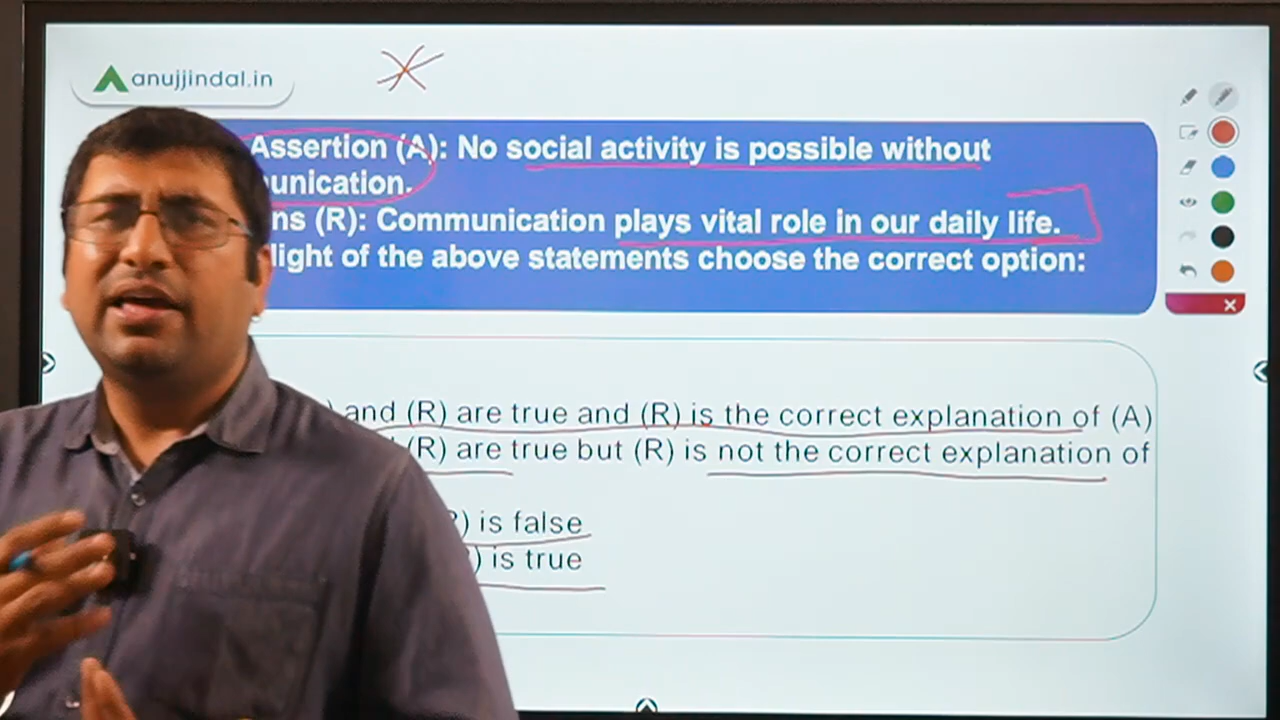 anujjindal.in
Assertion (A): No social activity is possible without
unication.
ns (R): Communication plays vital role in our daily life.
light of the above statements choose the correct option:
) and (R) are true and (R) is the correct explanation of (A)
(R) are true but (R) is not the correct explanation of
) is false
) is true